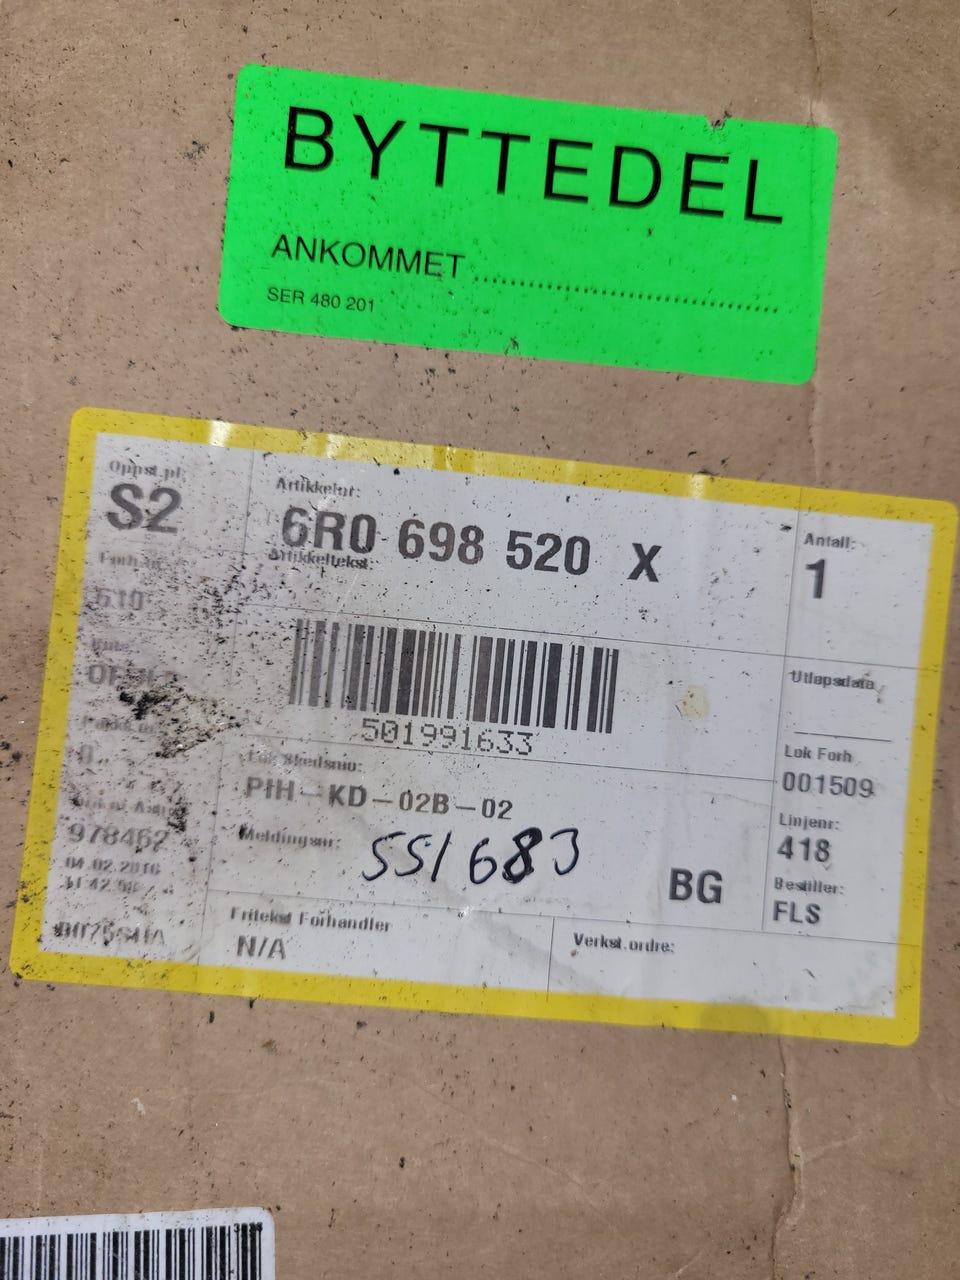 BYTTEDEL
ANKOMMET
SER 480 201
Oppst.pl:
S2
Artikkelnr:
6R0 698 520 X
Artikkeltekst:
Antall:
1
501991633
Utløpsdato
Lok Forh
001509
PIH-KD-02B-02
Linjenr:
418
Meldingsnr:
551683
BG
Bestiller:
FLS
978462
04.02.2016
Fritekst Forhandler
N/A
Verkst.ordre: